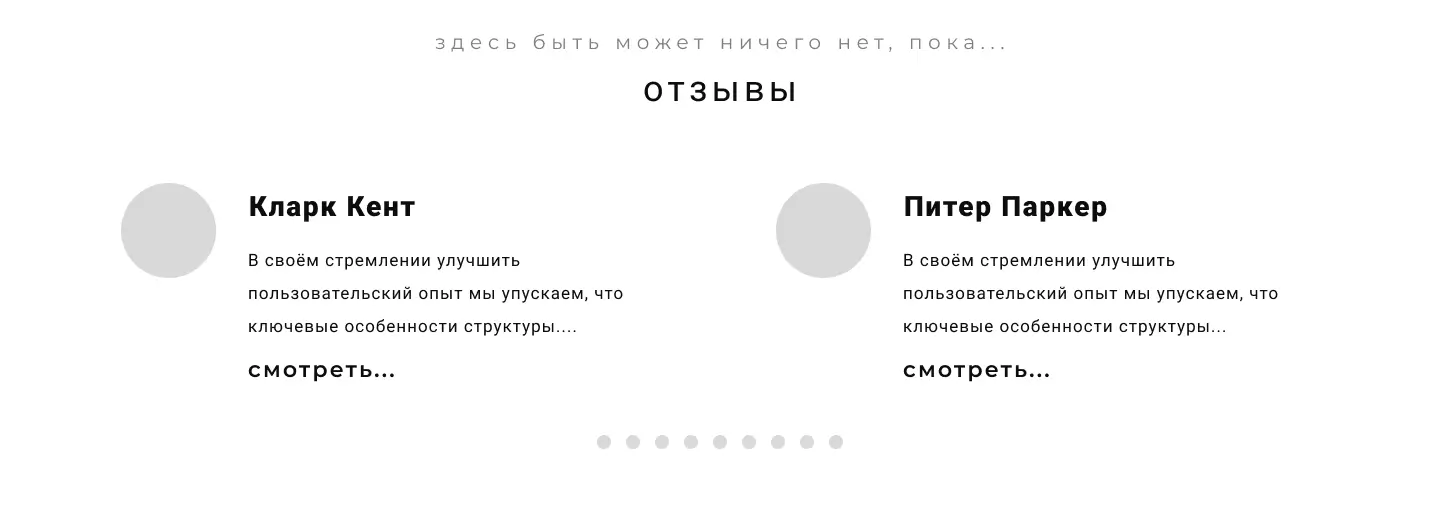 здесь быть может ничего нет, пока...
отзывы
Кларк Кент
В своём стремлении улучшить
пользовательский опыт мы упускаем, что
ключевые особенности структуры....
смотреть...
Питер Паркер
В своём стремлении улучшить
пользовательский опыт мы упускаем, что
ключевые особенности структуры...
смотреть...